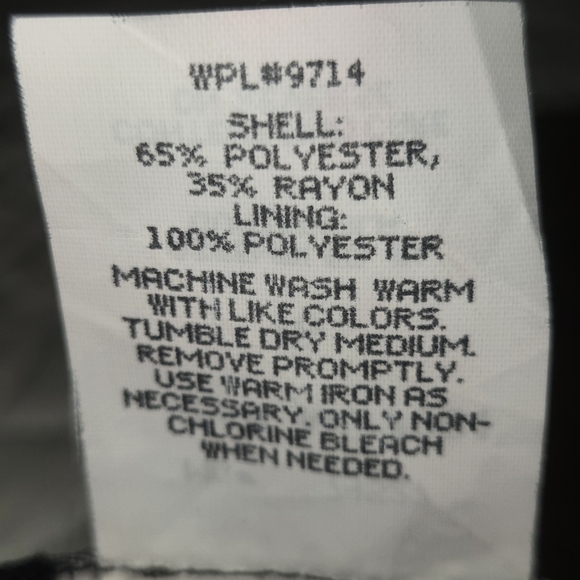 WPL#9714
SHELL:
65% POLYESTER,
35% RAYON
LINING:
100% POLYESTER
MACHINE WASH WARM
WITH LIKE COLORS.
TUMBLE DRY MEDIUM.
REMOVE PROMPTLY.
USE WARM IRON AS
NECESSARY. ONLY NON-
CHLORINE BLEACH
WHEN NEEDED.